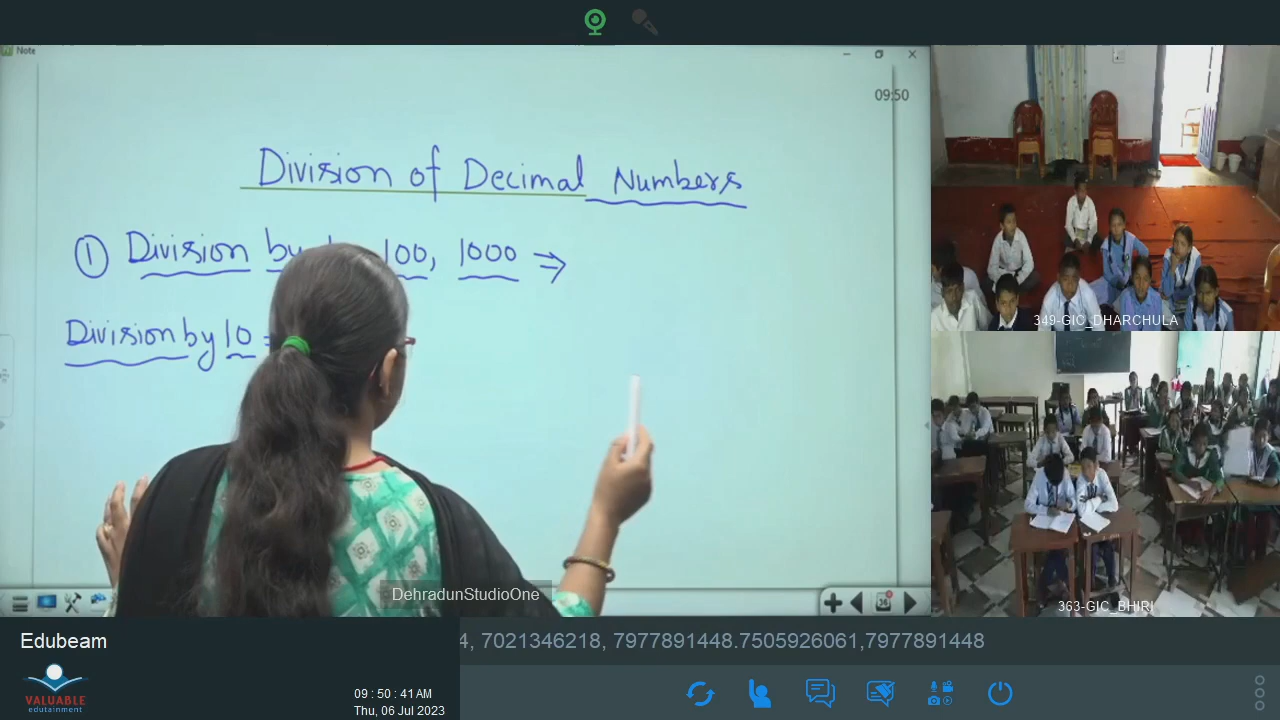 Note
09:50
Division of Decimal Numbers
① Division by 100, 1000 ⇒
Division by 10
DehradunStudioOne
349-GIC_DHARCHULA
363-GIC_BHIRI
Edubeam
4, 7021346218, 7977891448.7505926061,7977891448
VALUABLE
edutainment
09 : 50 : 41 AM
Thu, 06 Jul 2023